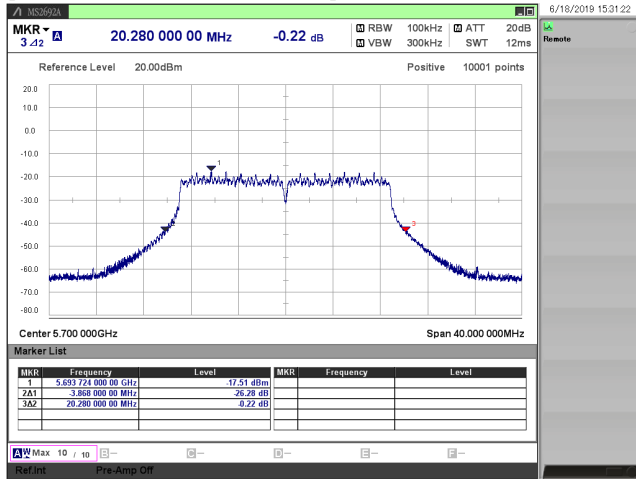 MS2692A
6/18/2019 15:31:22
MKR 20.280 000 00 MHz -0.22 dB RBW 100kHz ATT 20dB
3 Δ2 VBW 300kHz SWT 12ms
Remote
Reference Level 20.00dBm Positive 10001 points
20.0
10.0
0.0
-10.0
1
-20.0
-30.0
-40.0
2
3
-50.0
-60.0
-70.0
-80.0
Center 5.700 000GHz Span 40.000 000MHz
Marker List
MKR Frequency Level MKR Frequency Level
1 5.693 724 000 00 GHz -17.51 dBm
2Δ1 -3.868 000 00 MHz -26.28 dB
3Δ2 20.280 000 00 MHz -0.22 dB
A W Max 10 / 10 B- C- D- E- F-
Ref.Int Pre-Amp Off